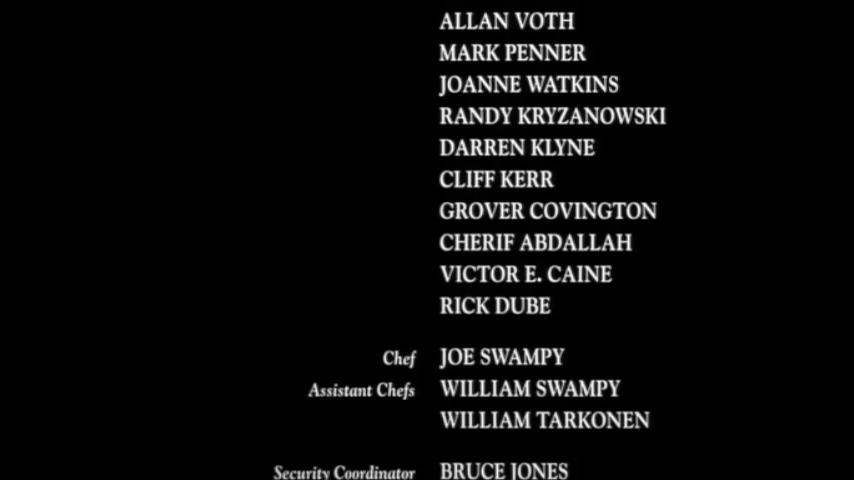 ALLAN VOTH
MARK PENNER
JOANNE WATKINS
RANDY KRYZANOWSKI
DARREN KLYNE
CLIFF KERR
GROVER COVINGTON
CHERIF ABDALLAH
VICTOR E. CAINE
RICK DUBE
Chef JOE SWAMPY
Assistant Chefs WILLIAM SWAMPY
WILLIAM TARKONEN
Security Coordinator BRUCE JONES